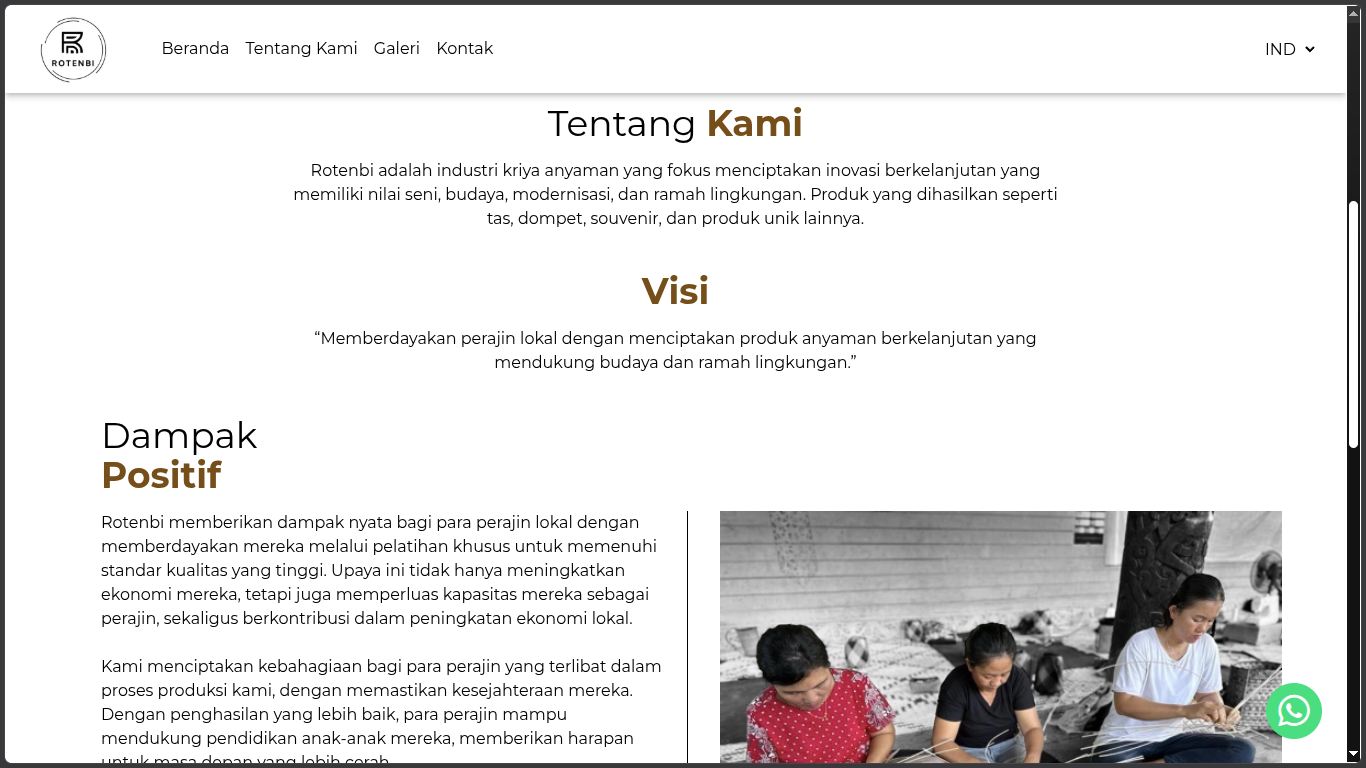 ROTENBI
Beranda Tentang Kami Galeri Kontak
IND
Tentang Kami
Rotenbi adalah industri kriya anyaman yang fokus menciptakan inovasi berkelanjutan yang
memiliki nilai seni, budaya, modernisasi, dan ramah lingkungan. Produk yang dihasilkan seperti
tas, dompet, souvenir, dan produk unik lainnya.
Visi
“Memberdayakan perajin lokal dengan menciptakan produk anyaman berkelanjutan yang
mendukung budaya dan ramah lingkungan.”
Dampak
Positif
Rotenbi memberikan dampak nyata bagi para perajin lokal dengan
memberdayakan mereka melalui pelatihan khusus untuk memenuhi
standar kualitas yang tinggi. Upaya ini tidak hanya meningkatkan
ekonomi mereka, tetapi juga memperluas kapasitas mereka sebagai
perajin, sekaligus berkontribusi dalam peningkatan ekonomi lokal.
Kami menciptakan kebahagiaan bagi para perajin yang terlibat dalam
proses produksi kami, dengan memastikan kesejahteraan mereka.
Dengan penghasilan yang lebih baik, para perajin mampu
mendukung pendidikan anak-anak mereka, memberikan harapan
untuk masa depan yang lebih cerah.